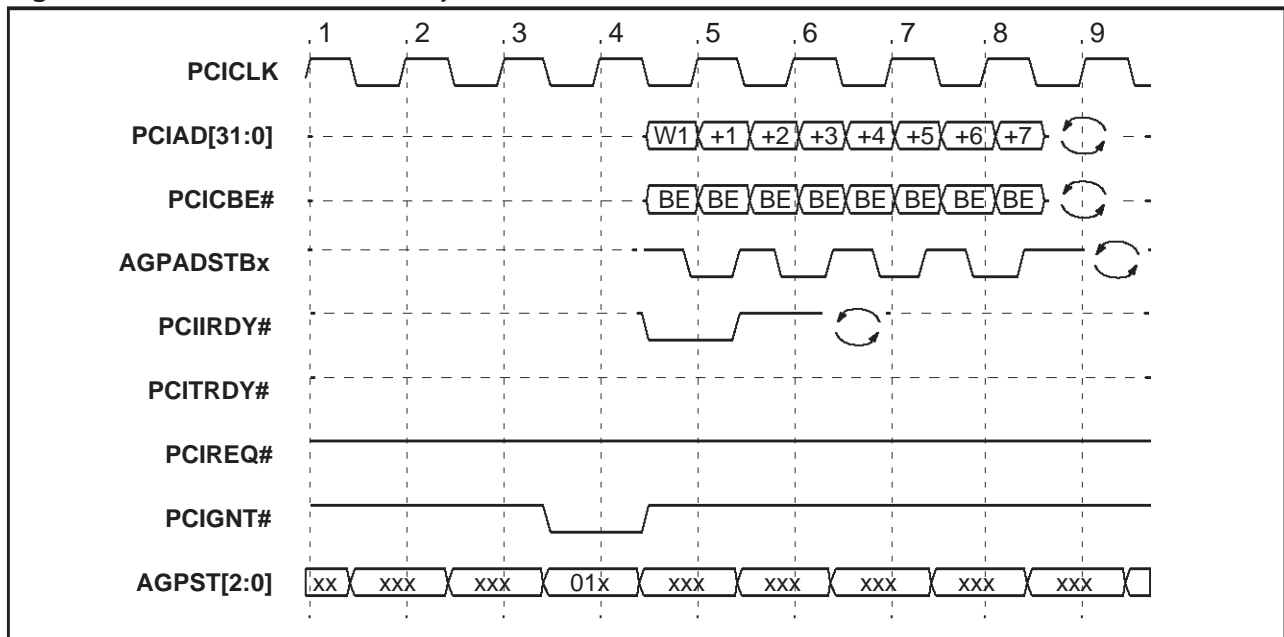 1 2 3 4 5 6 7 8 9
PCICLK
PCIAD[31:0] W1 +1 +2 +3 +4 +5 +6 +7
PCICBE# BE BE BE BE BE BE BE BE
AGPADSTBx
PCIIRDY#
PCITRDY#
PCIREQ#
PCIGNT#
AGPST[2:0] xx xxx xxx 01x xxx xxx xxx xxx xxx